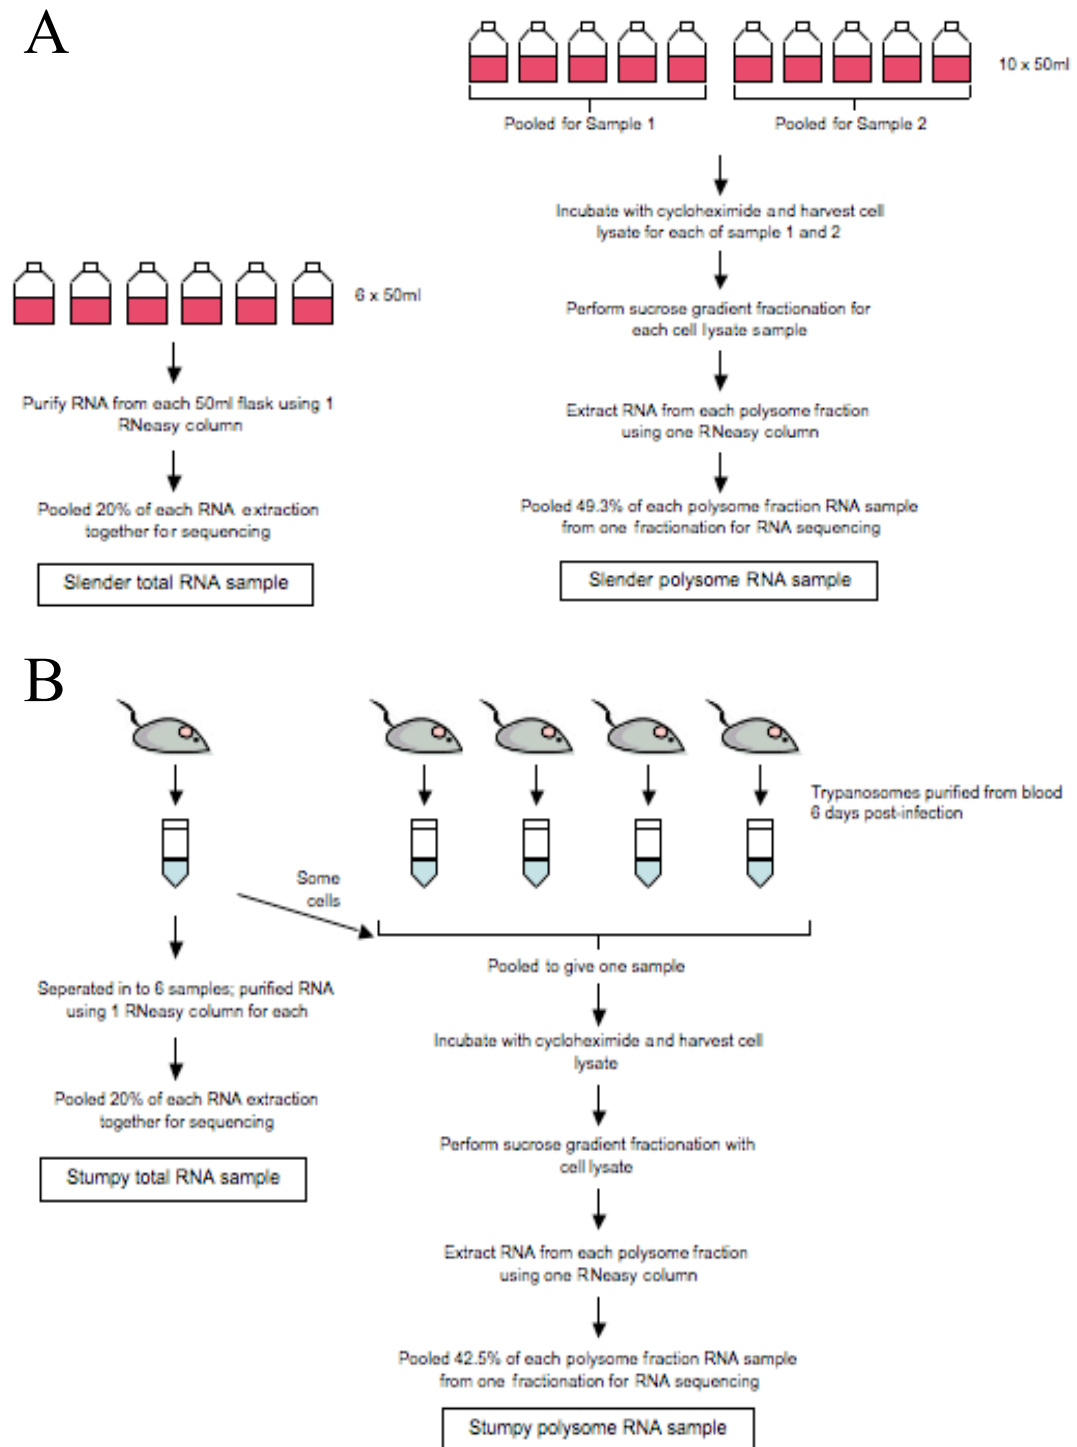 A
10 x 50ml
Pooled for Sample 1
Pooled for Sample 2
Incubate with cycloheximide and harvest cell
lysate for each of sample 1 and 2
Perform sucrose gradient fractionation for
each cell lysate sample
Extract RNA from each polysome fraction
using one RNeasy column
Pooled 49.3% of each polysome fraction RNA sample
from one fractionation for RNA sequencing
Slender polysome RNA sample
6 x 50ml
Purify RNA from each 50ml flask using 1
RNeasy column
Pooled 20% of each RNA extraction
together for sequencing
Slender total RNA sample
B
Trypanosomes purified from blood
6 days post-infection
Some
cells
Seperated in to 6 samples; purified RNA
using 1 RNeasy column for each
Pooled 20% of each RNA extraction
together for sequencing
Stumpy total RNA sample
Pooled to give one sample
Incubate with cycloheximide and harvest cell
lysate
Perform sucrose gradient fractionation with
cell lysate
Extract RNA from each polysome fraction
using one RNeasy column
Pooled 42.5% of each polysome fraction RNA sample
from one fractionation for RNA sequencing
Stumpy polysome RNA sample